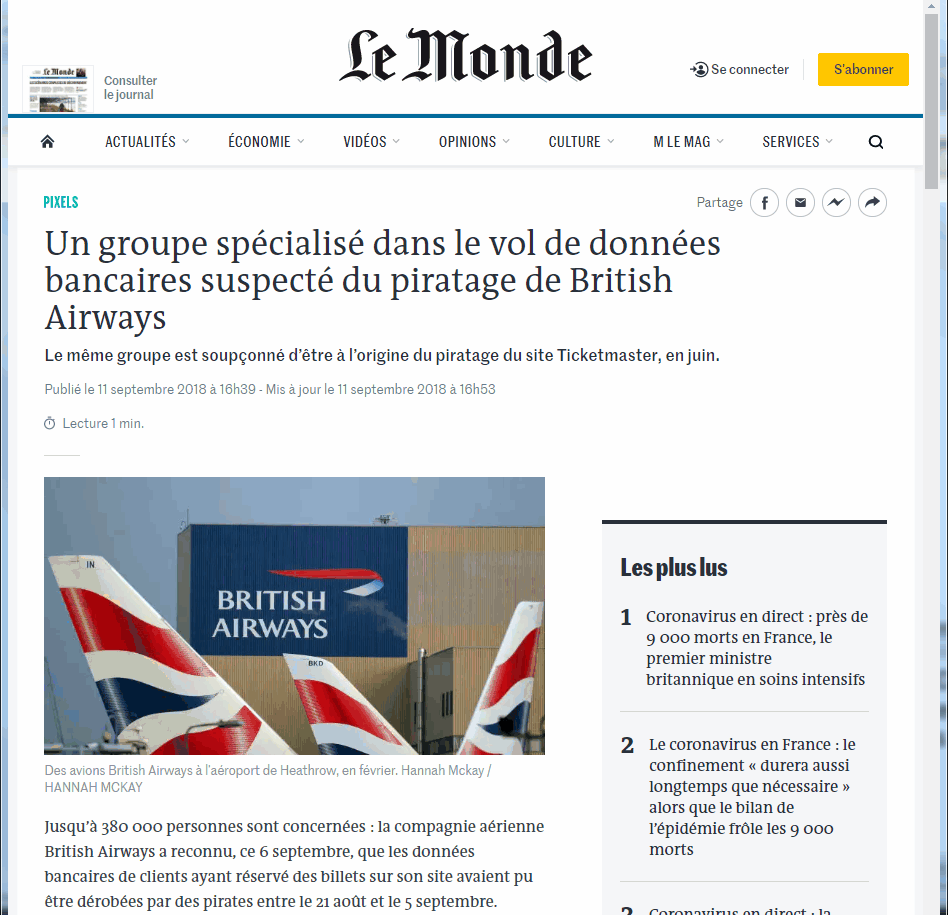 Le Monde
Consulter
le journal
Se connecter
S'abonner
ACTUALITÉS
ÉCONOMIE
VIDÉOS
OPINIONS
CULTURE
M LE MAG
SERVICES
PIXELS
Partage
Un groupe spécialisé dans le vol de données
bancaires suspecté du piratage de British
Airways
Le même groupe est soupçonné d’être à l’origine du piratage du site Ticketmaster, en juin.
Publié le 11 septembre 2018 à 16h39 - Mis à jour le 11 septembre 2018 à 16h53
Lecture 1 min.
IN
BRITISH
AIRWAYS
BKD
Des avions British Airways à l'aéroport de Heathrow, en février. Hannah Mckay /
HANNAH MCKAY
Jusqu’à 380 000 personnes sont concernées : la compagnie aérienne
British Airways a reconnu, ce 6 septembre, que les données
bancaires de clients ayant réservé des billets sur son site avaient pu
être dérobées par des pirates entre le 21 août et le 5 septembre.
Les plus lus
1 Coronavirus en direct : près de
9 000 morts en France, le
premier ministre
britannique en soins intensifs
2 Le coronavirus en France : le
confinement « durera aussi
longtemps que nécessaire »
alors que le bilan de
l’épidémie frôle les 9 000
morts
Coronavirus en direct : la